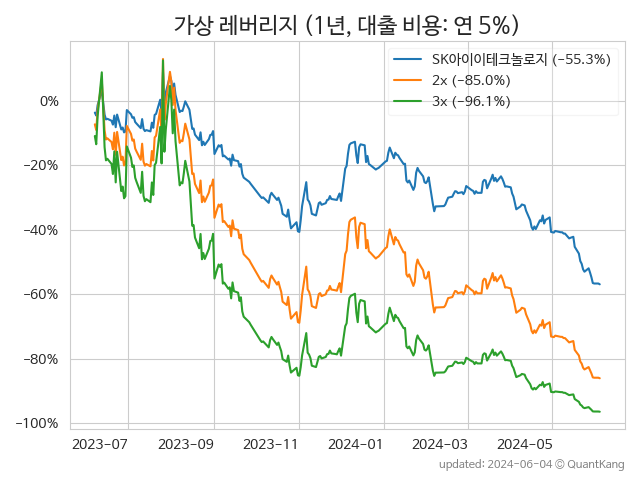 가상 레버리지 (1년, 대출 비용: 연 5%)
SK아이이테크놀로지 (−55.3%)
2x (−85.0%)
3x (−96.1%)
0%
−20%
−40%
−60%
−80%
−100%
2023-07
2023-09
2023-11
2024-01
2024-03
2024-05
updated: 2024-06-04 ⓒ QuantKang